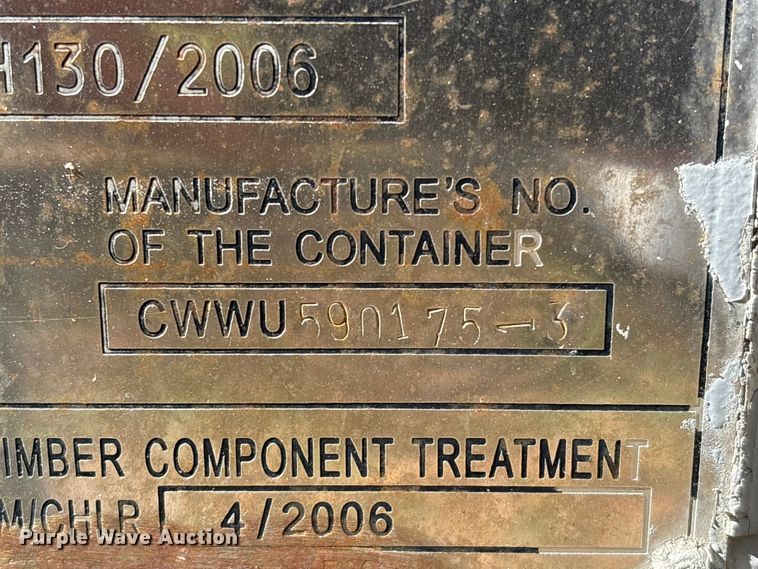 H130/2006
MANUFACTURE'S NO.
OF THE CONTAINER
CWWU 590175-3
IMBER COMPONENT TREATMENT
M/CHLR 4/2006
Purple Wave Auction